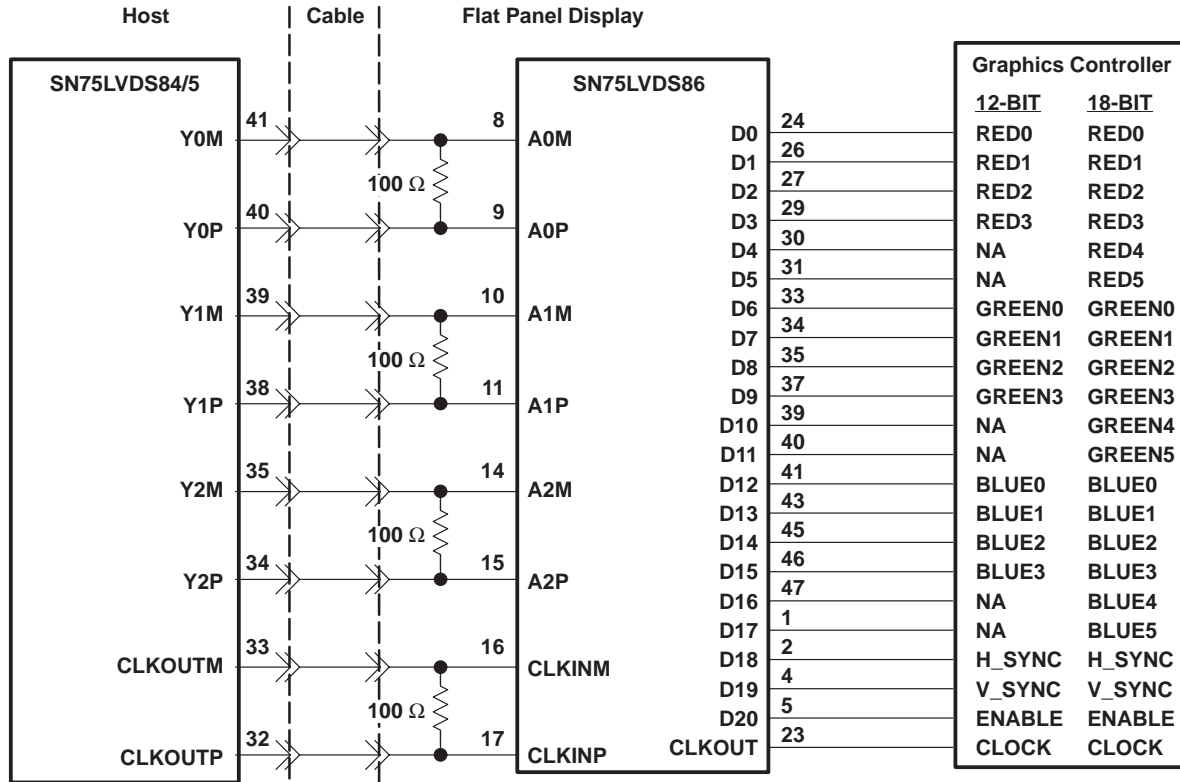 Host Cable Flat Panel Display
SN75LVDS84/5 SN75LVDS86 Graphics Controller
12-BIT 18-BIT
Y0M 41 8 A0M D0 24 RED0 RED0
D1 26 RED1 RED1
100 Ω D2 27 RED2 RED2
Y0P 40 9 A0P D3 29 RED3 RED3
D4 30 NA RED4
D5 31 NA RED5
Y1M 39 10 A1M D6 33 GREEN0 GREEN0
D7 34 GREEN1 GREEN1
100 Ω D8 35 GREEN2 GREEN2
Y1P 38 11 A1P D9 37 GREEN3 GREEN3
D10 39 NA GREEN4
D11 40 NA GREEN5
Y2M 35 14 A2M D12 41 BLUE0 BLUE0
D13 43 BLUE1 BLUE1
100 Ω D14 45 BLUE2 BLUE2
Y2P 34 15 A2P D15 46 BLUE3 BLUE3
D16 47 NA BLUE4
D17 1 NA BLUE5
CLKOUTM 33 16 CLKINM D18 2 H_SYNC H_SYNC
D19 4 V_SYNC V_SYNC
100 Ω D20 5 ENABLE ENABLE
CLKOUTP 32 17 CLKINP CLKOUT 23 CLOCK CLOCK